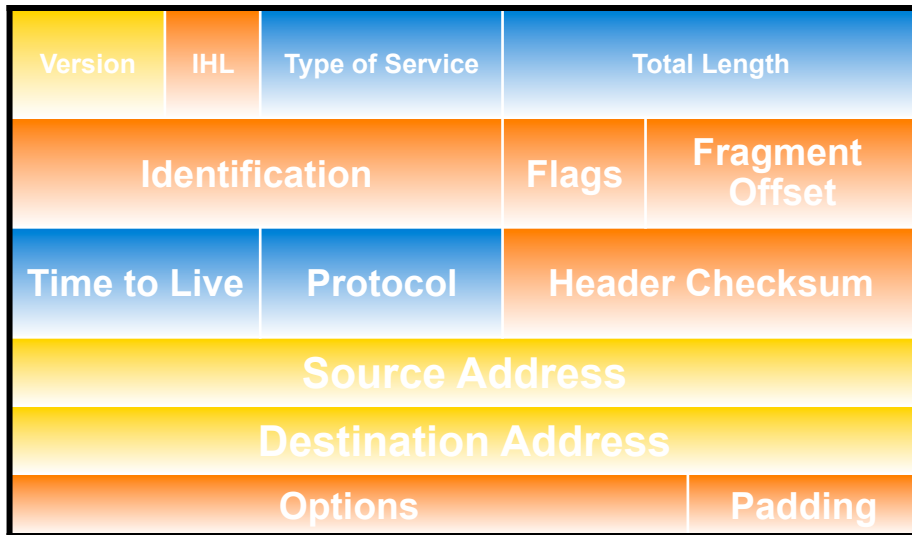 Version IHL Type of Service Total Length
Identification Flags Fragment
Offset
Time to Live Protocol Header Checksum
Source Address
Destination Address
Options Padding